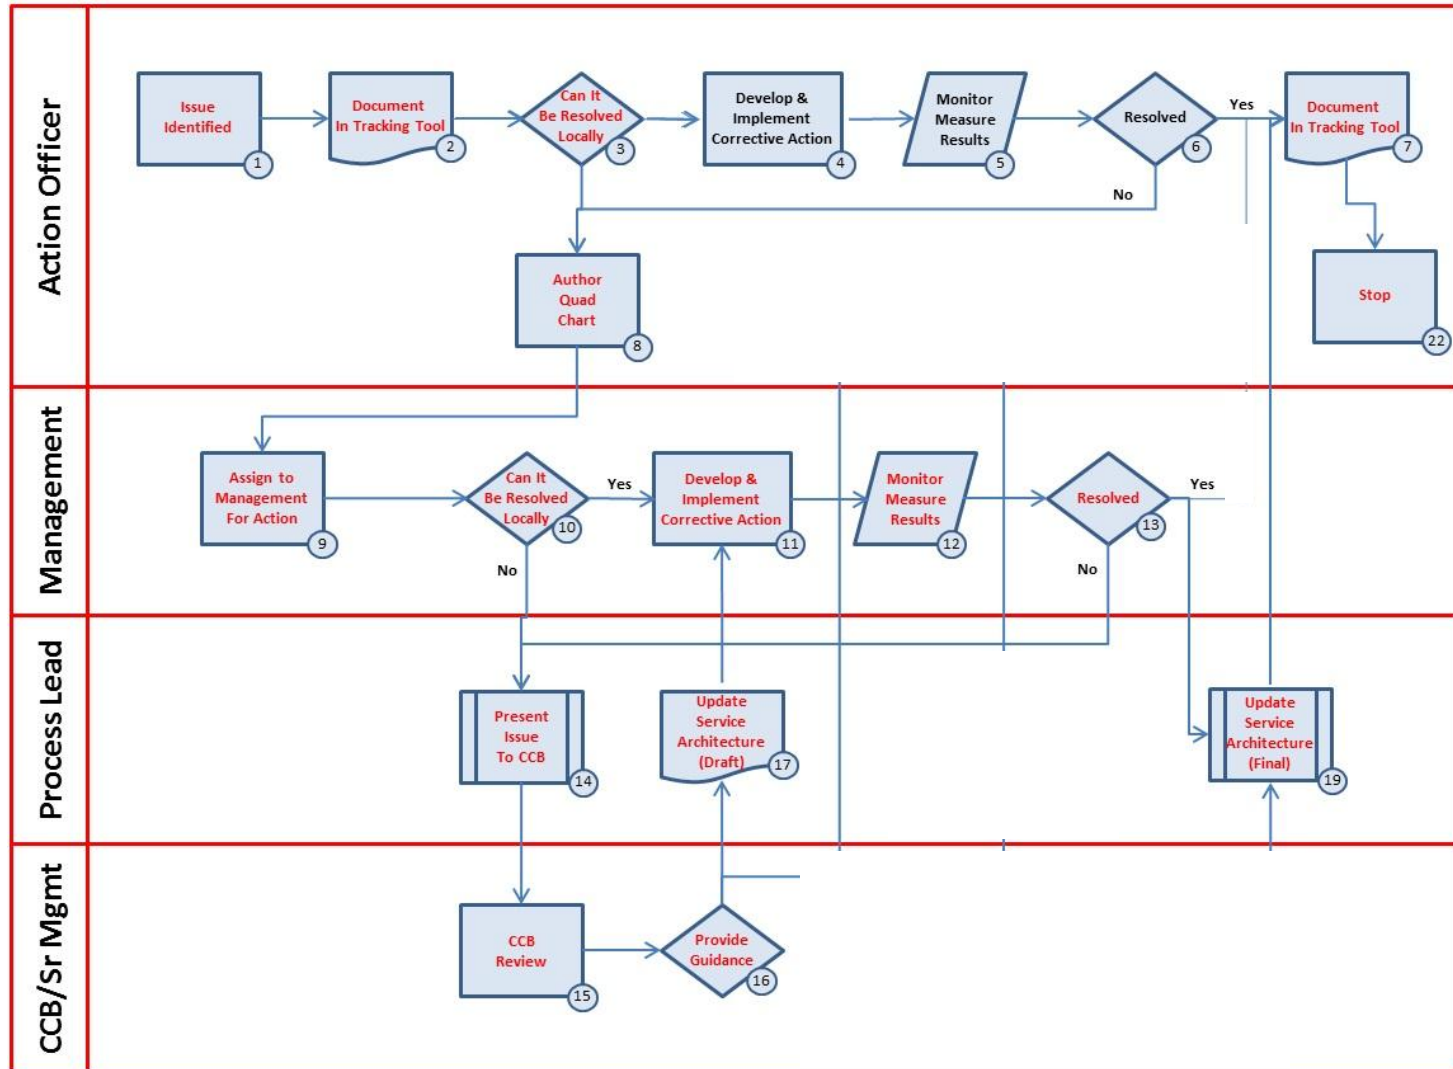 Action Officer
Issue
Identified
1
Document
In Tracking Tool
2
Can It
Be Resolved
Locally
3
Develop &
Implement
Corrective Action
4
Monitor
Measure
Results
5
Resolved
6
Yes
No
Document
In Tracking Tool
7
Author
Quad
Chart
8
Stop
22
Management
Assign to
Management
For Action
9
Can It
Be Resolved
Locally
10
Yes
No
Develop &
Implement
Corrective Action
11
Monitor
Measure
Results
12
Resolved
13
Yes
No
Process Lead
Present
Issue
To CCB
14
Update
Service
Architecture
(Draft)
17
Update
Service
Architecture
(Final)
19
CCB/Sr Mgmt
CCB
Review
15
Provide
Guidance
16